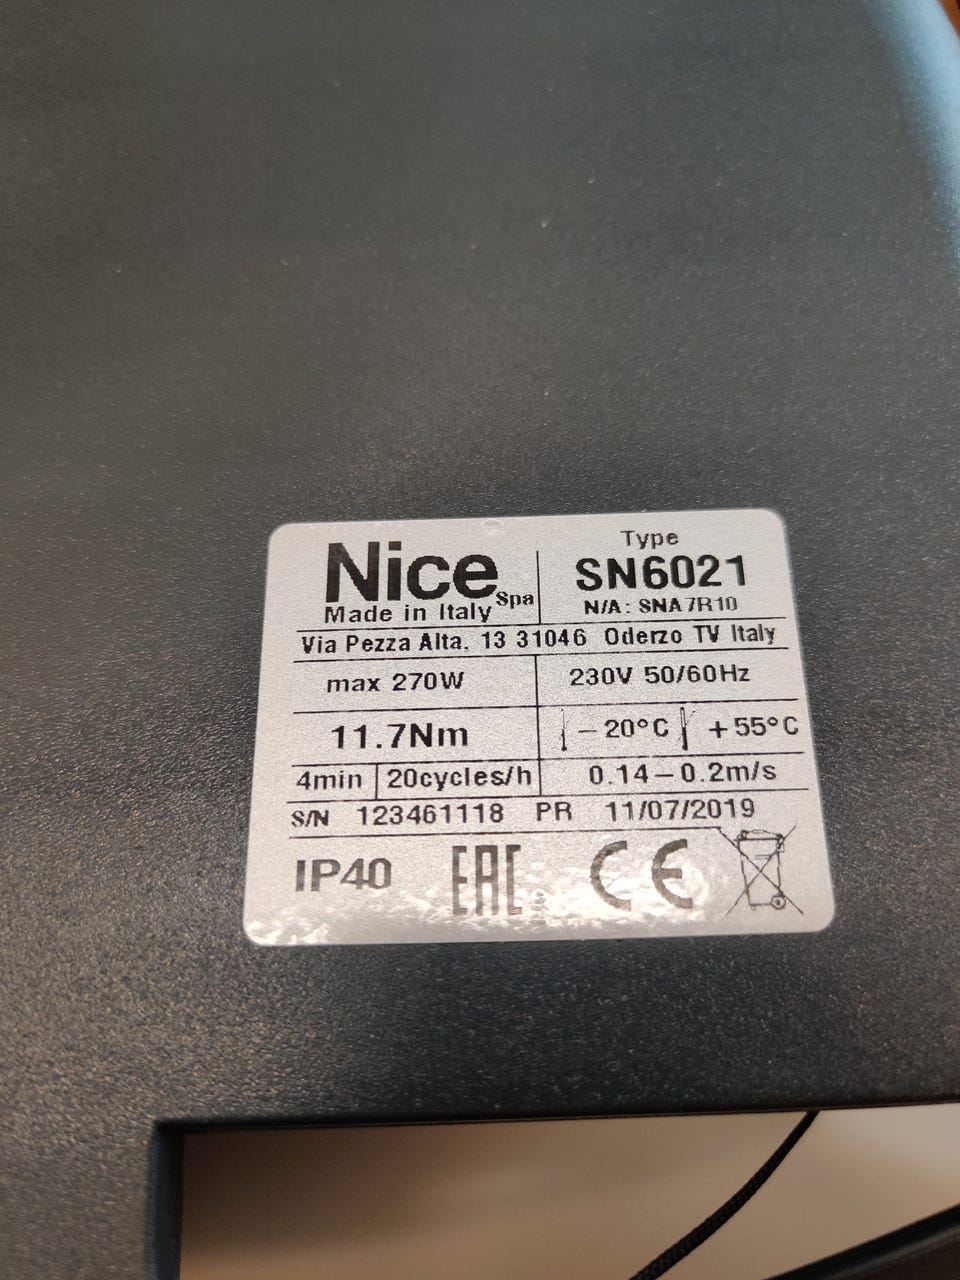 Nice Spa
Made in Italy
Type
SN6021
N/A: SNA7R10
Via Pezza Alta, 13 31046 Oderzo TV Italy
max 270W
230V 50/60Hz
11.7Nm
-20°C +55°C
4min 20cycles/h
0.14-0.2m/s
S/N 123461118 PR 11/07/2019
IP40 EAC CE